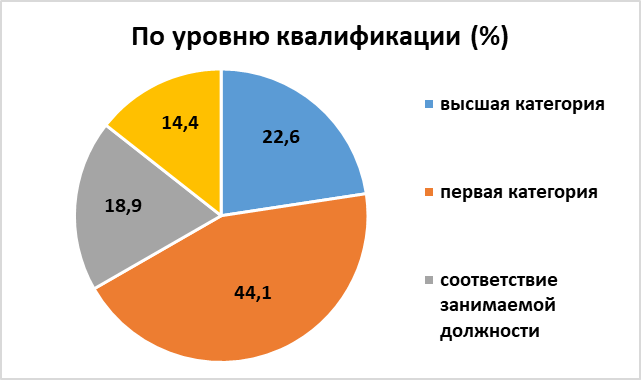 По уровню квалификации (%)
14,4
22,6
18,9
44,1
высшая категория
первая категория
соответствие
занимаемой
должности